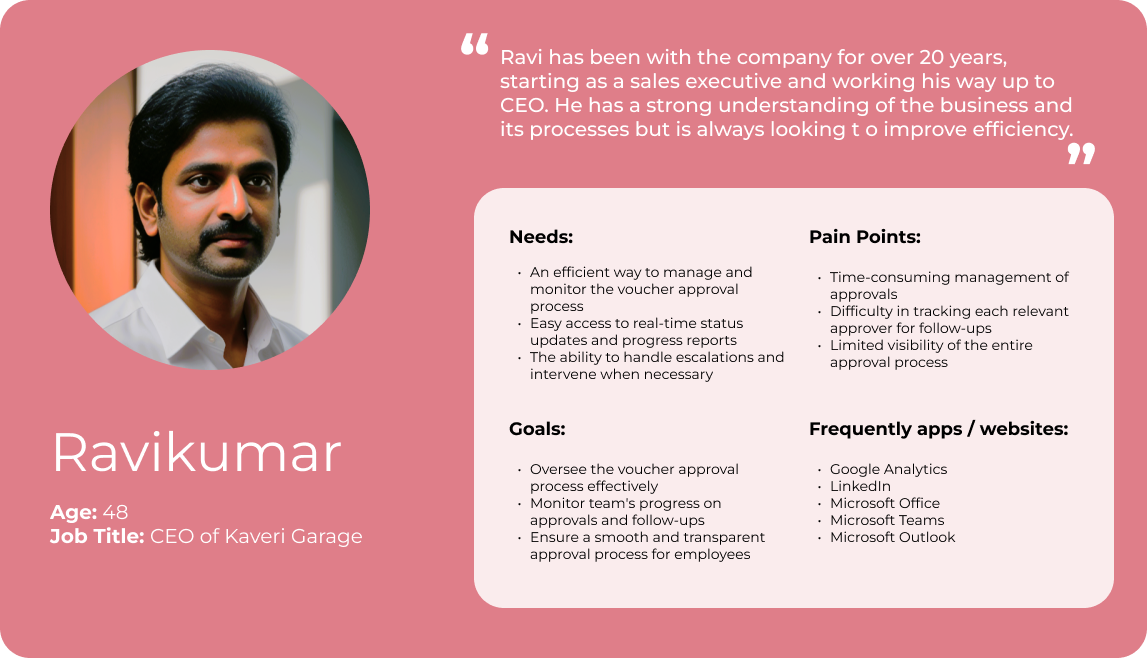 “
Ravi has been with the company for over 20 years,
starting as a sales executive and working his way up to
CEO. He has a strong understanding of the business and
its processes but is always looking t o improve efficiency.
”
Ravikumar
Age: 48
Job Title: CEO of Kaveri Garage
Needs:
• An efficient way to manage and
monitor the voucher approval
process
• Easy access to real-time status
updates and progress reports
• The ability to handle escalations and
intervene when necessary
Pain Points:
• Time-consuming management of
approvals
• Difficulty in tracking each relevant
approver for follow-ups
• Limited visibility of the entire
approval process
Goals:
• Oversee the voucher approval
process effectively
• Monitor team's progress on
approvals and follow-ups
• Ensure a smooth and transparent
approval process for employees
Frequently apps / websites:
• Google Analytics
• LinkedIn
• Microsoft Office
• Microsoft Teams
• Microsoft Outlook